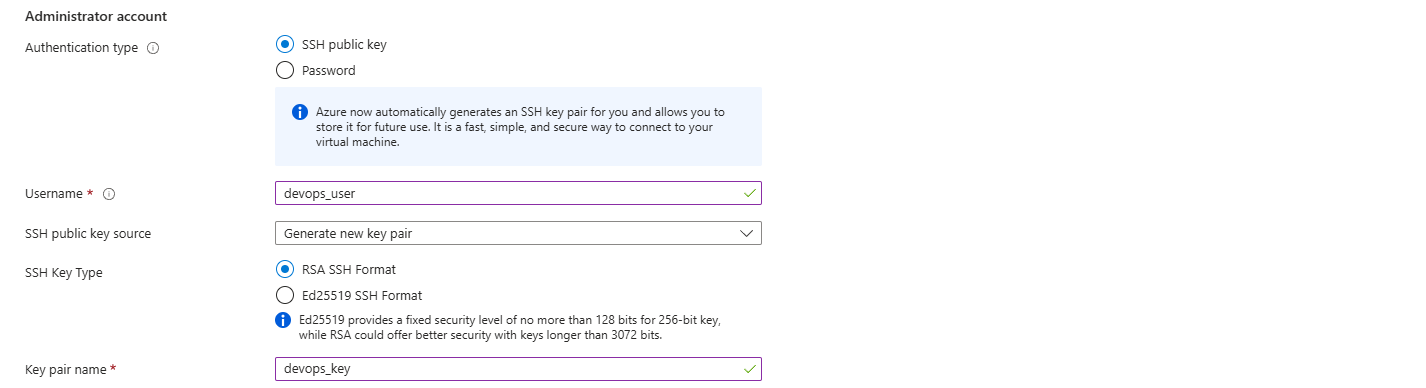 Administrator account
Authentication type
SSH public key
Password
Azure now automatically generates an SSH key pair for you and allows you to
store it for future use. It is a fast, simple, and secure way to connect to your
virtual machine.
Username *
devops_user
SSH public key source
Generate new key pair
SSH Key Type
RSA SSH Format
Ed25519 SSH Format
Ed25519 provides a fixed security level of no more than 128 bits for 256-bit key,
while RSA could offer better security with keys longer than 3072 bits.
Key pair name *
devops_key